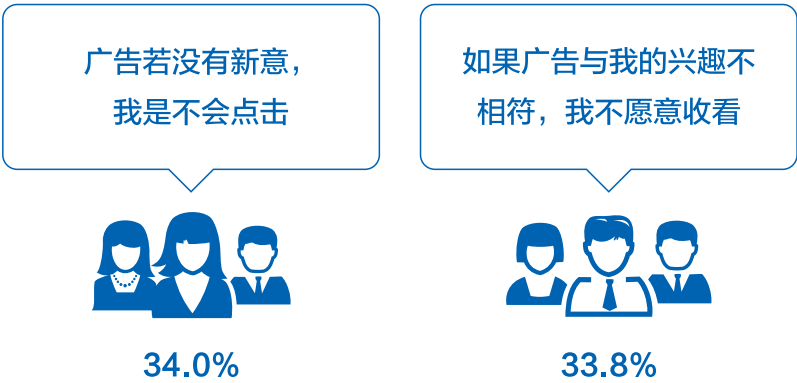 广告若没有新意，
我是不会点击
如果广告与我的兴趣不
相符，我不愿意收看
34.0%
33.8%